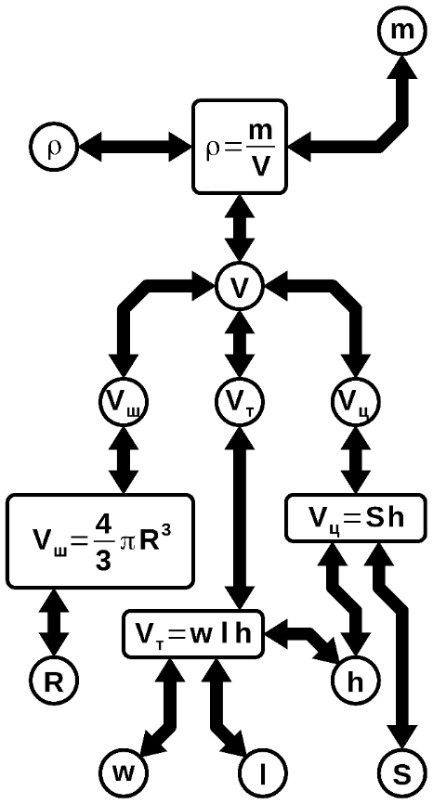 m
ρ
ρ = m/V
V
Vш
Vт
Vц
Vш = 4/3 πR³
Vц = Sh
Vт = w l h
R
h
w
l
S